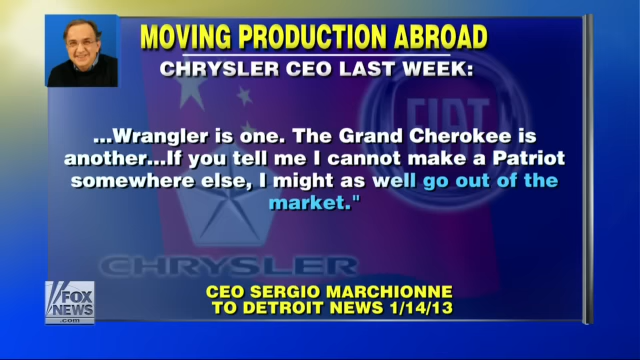 MOVING PRODUCTION ABROAD
CHRYSLER CEO LAST WEEK:
FIAT
...Wrangler is one. The Grand Cherokee is
another...If you tell me I cannot make a Patriot
somewhere else, I might as well go out of the
market."
CHRYSLER
CEO SERGIO MARCHIONNE
TO DETROIT NEWS 1/14/13
FOX
NEWS
.com